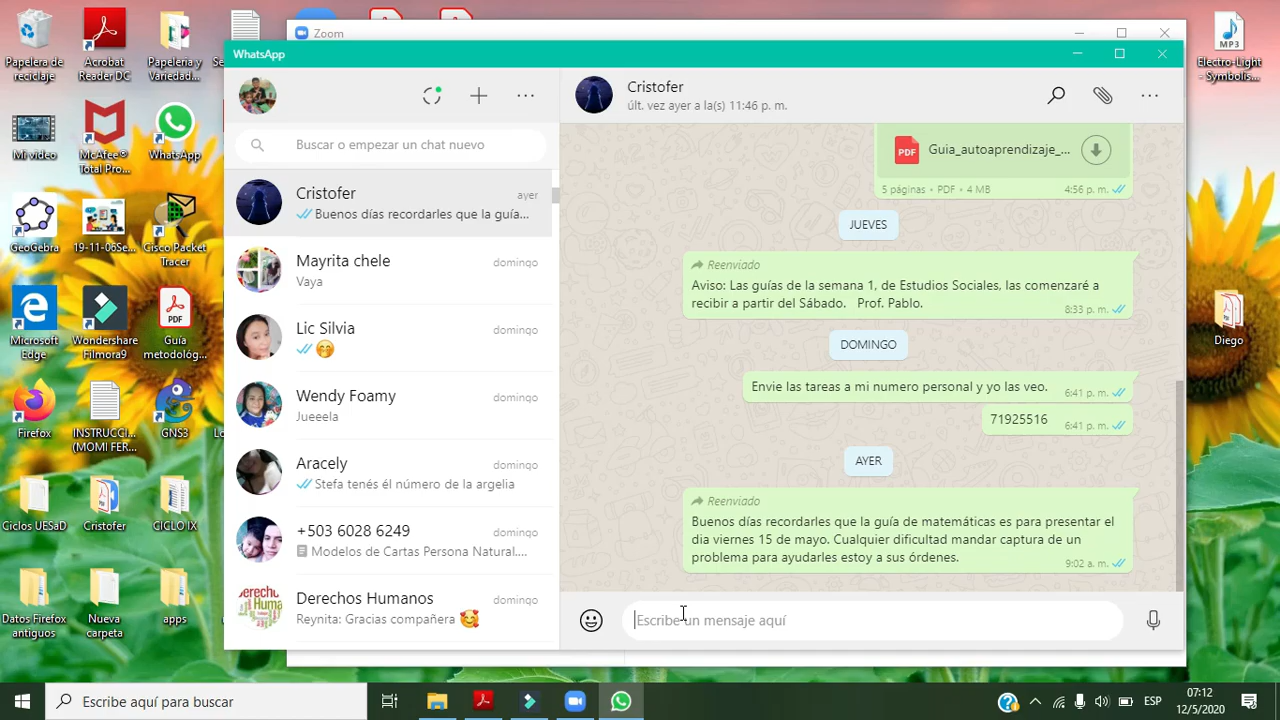 Papelera de
reciclaje
Acrobat
Reader DC
Papeleria y
Variedad...
Mi video
McAfee®
Total Pro...
WhatsApp
GeoGebra
19-11-06Se...
Cisco Packet
Tracer
Microsoft
Edge
Wondershare
Filmora9
PDF
Guia
metodológ...
Firefox
INSTRUCCI...
(MOMI FER...
GNS3
Ciclos UESaD
Cristofer
CICLO IX
Datos Firefox
antiguos
Nueva
carpeta
apps
Zoom
WhatsApp
Buscar o empezar un chat nuevo
Cristofer
ayer
Buenos días recordarles que la guía...
Mayrita chele
domingo
Vaya
Lic Silvia
domingo
Wendy Foamy
domingo
Jueeela
Aracely
domingo
Stefa tenés él número de la argelia
+503 6028 6249
domingo
Modelos de Cartas Persona Natural....
Derechos Humanos
domingo
Reynita: Gracias compañera
Cristofer
últ. vez ayer a la(s) 11:46 p. m.
PDF
Guia_autoaprendizaje_...
5 páginas • PDF • 4 MB
4:56 p. m.
JUEVES
Reenviado
Aviso: Las guías de la semana 1, de Estudios Sociales, las comenzaré a
recibir a partir del Sábado. Prof. Pablo.
8:33 p. m.
DOMINGO
Envie las tareas a mi numero personal y yo las veo.
6:41 p. m.
71925516
6:41 p. m.
AYER
Reenviado
Buenos días recordarles que la guía de matemáticas es para presentar el
dia viernes 15 de mayo. Cualquier dificultad mandar captura de un
problema para ayudarles estoy a sus órdenes.
9:02 a. m.
Escribe un mensaje aquí
MP3
Electro-Light
- Symbolis...
Diego
Escribe aquí para buscar
ESP
07:12
12/5/2020